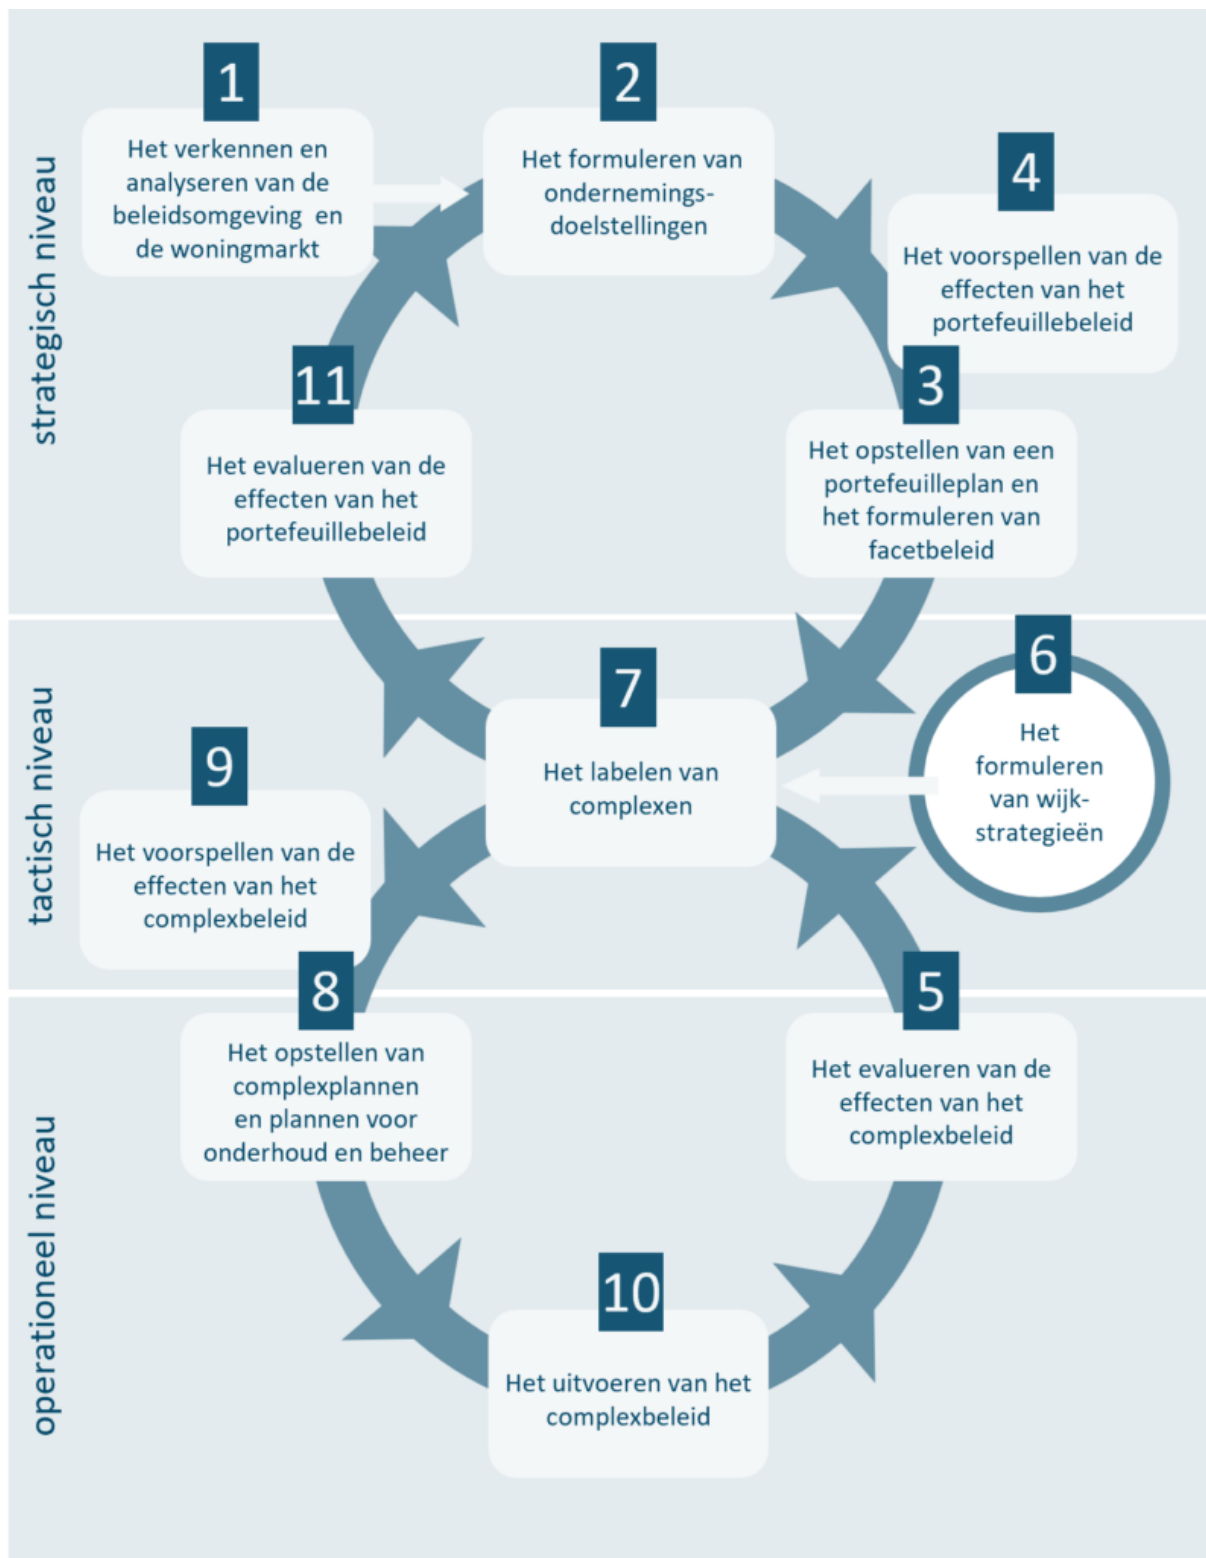 strategisch niveau
1
Het verkennen en
analyseren van de
beleidsomgeving en
de woningmarkt
2
Het formuleren van
ondernemings-
doelstellingen
4
Het voorspellen van de
effecten van het
portefeuillebeleid
3
Het opstellen van een
portefeuilleplan en
het formuleren van
facetbeleid
11
Het evalueren van de
effecten van het
portefeuillebeleid
tactisch niveau
7
Het labelen van
complexen
6
Het
formuleren
van wijk-
strategieën
9
Het voorspellen van de
effecten van het
complexbeleid
operationeel niveau
8
Het opstellen van
complexplannen
en plannen voor
onderhoud en beheer
5
Het evalueren van de
effecten van het
complexbeleid
10
Het uitvoeren van het
complexbeleid